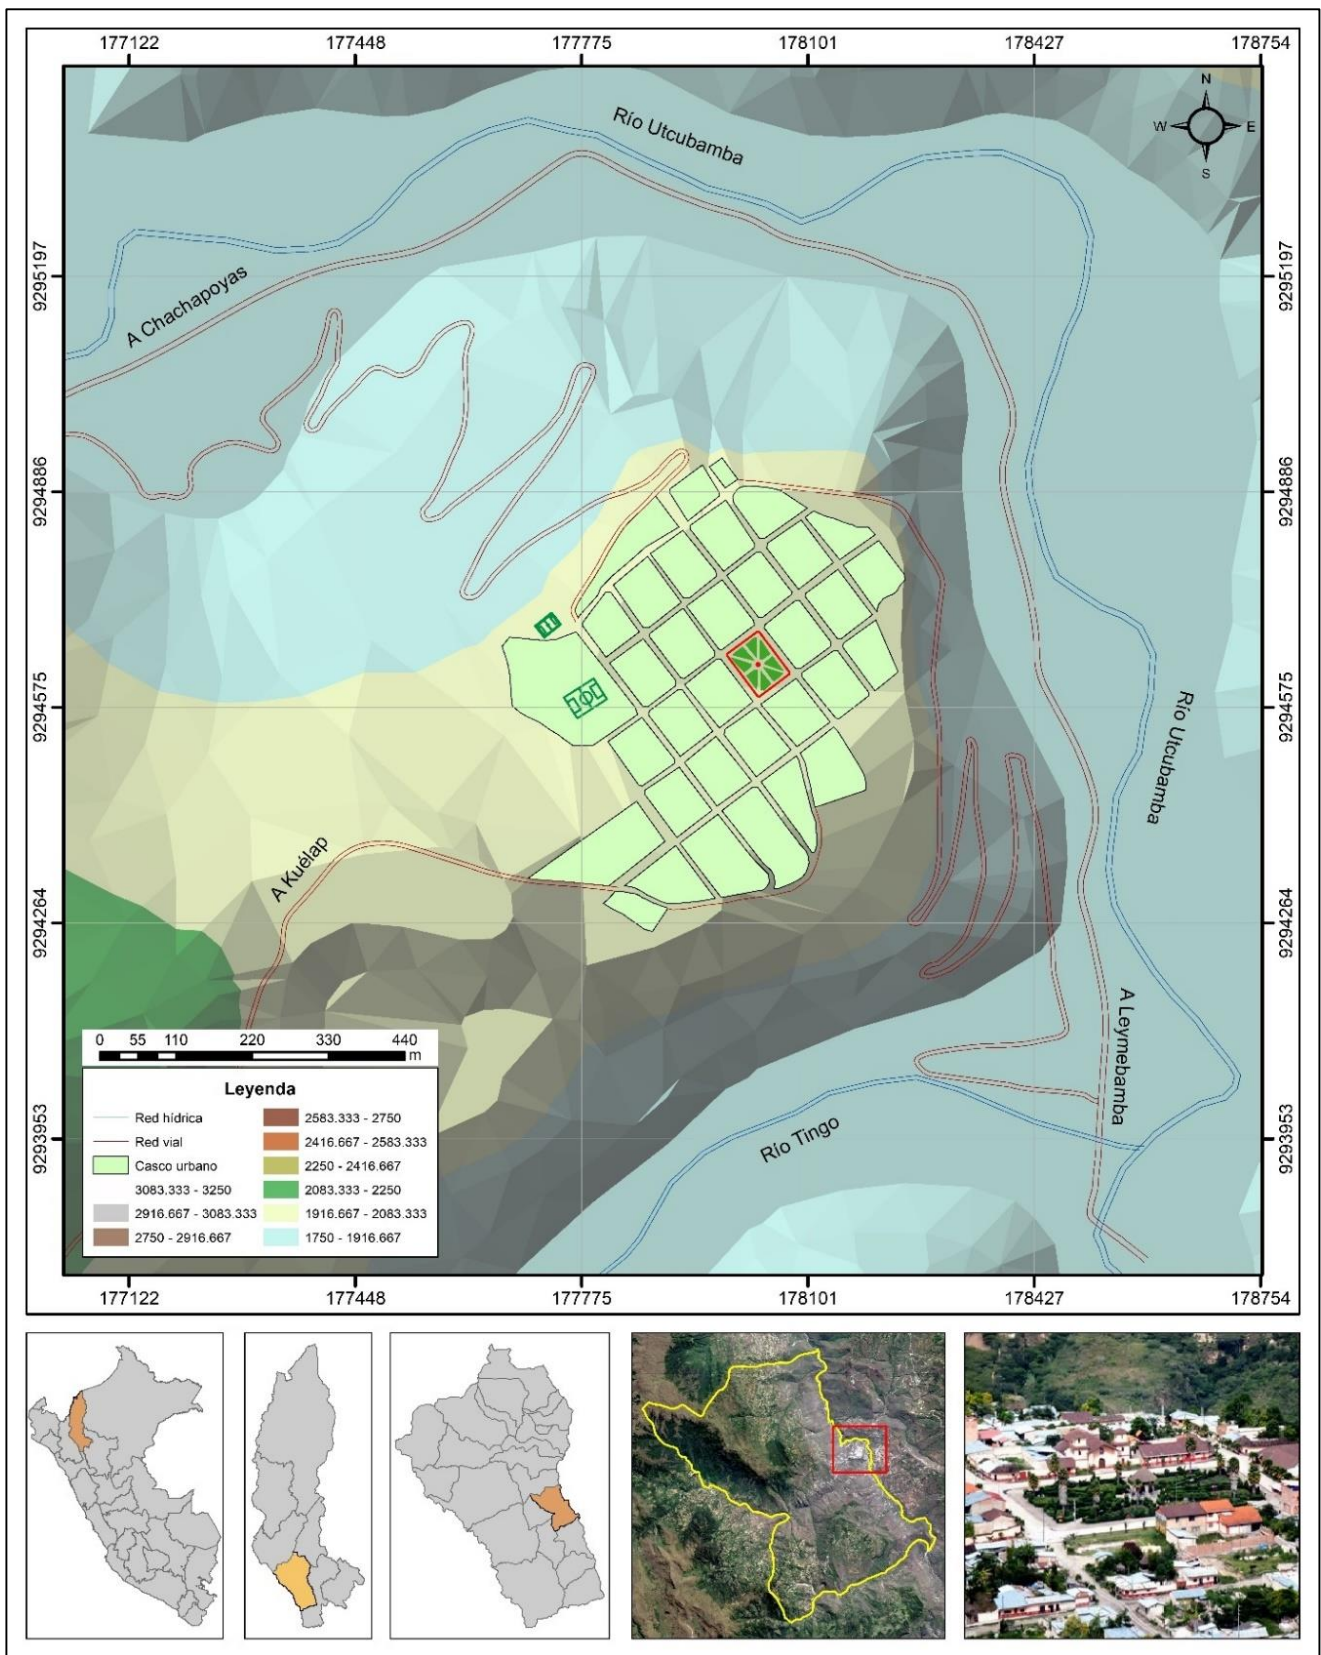 177122 177448 177775 178101 178427 178754
N
W E
S
Río Utcubamba
9295197
9295197
A Chachapoyas
9294886
9294886
9294575
9294575
Río Utcubamba
A Kuélap
9294264
9294264
A Leymebamba
0 55 110 220 330 440
m
Río Tingo
9293953
9293953
Leyenda
Red hídrica
Red vial
Casco urbano
3083.333 - 3250
2916.667 - 3083.333
2750 - 2916.667
2583.333 - 2750
2416.667 - 2583.333
2250 - 2416.667
2083.333 - 2250
1916.667 - 2083.333
1750 - 1916.667
177122 177448 177775 178101 178427 178754